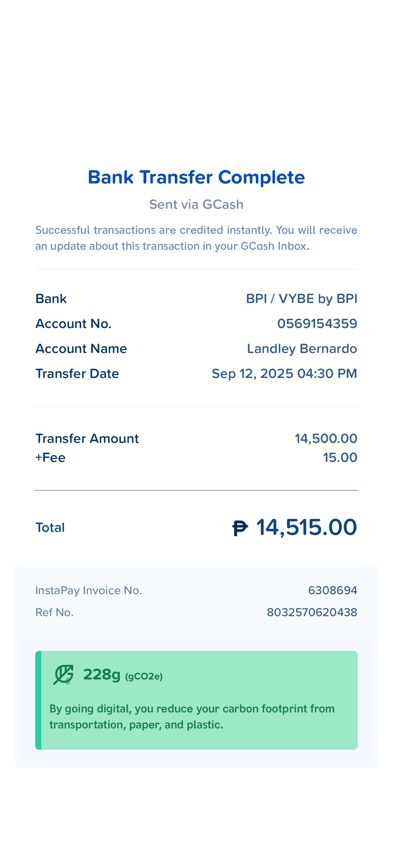 Bank Transfer Complete
Sent via GCash
Successful transactions are credited instantly. You will receive
an update about this transaction in your GCash Inbox.
Bank BPI / VYBE by BPI
Account No. 0569154359
Account Name Landley Bernardo
Transfer Date Sep 12, 2025 04:30 PM
Transfer Amount 14,500.00
+Fee 15.00
Total ₱ 14,515.00
InstaPay Invoice No. 6308694
Ref No. 8032570620438
228g (gCO2e)
By going digital, you reduce your carbon footprint from
transportation, paper, and plastic.